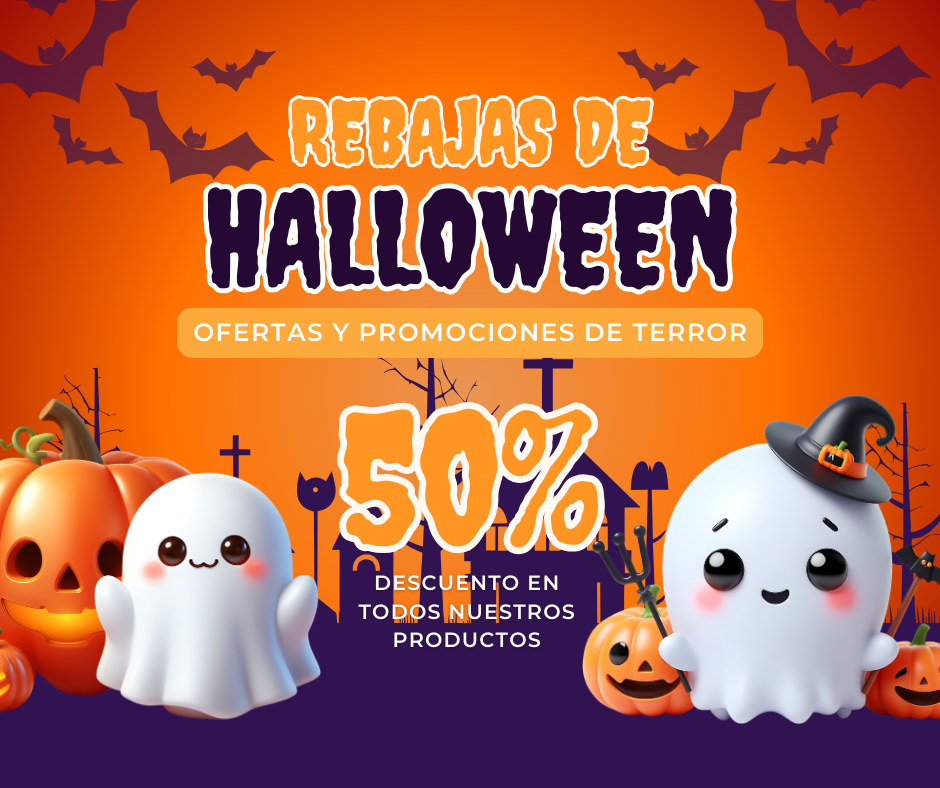 REBAJAS DE
HALLOWEEN
OFERTAS Y PROMOCIONES DE TERROR
50%
DESCUENTO EN
TODOS NUESTROS
PRODUCTOS